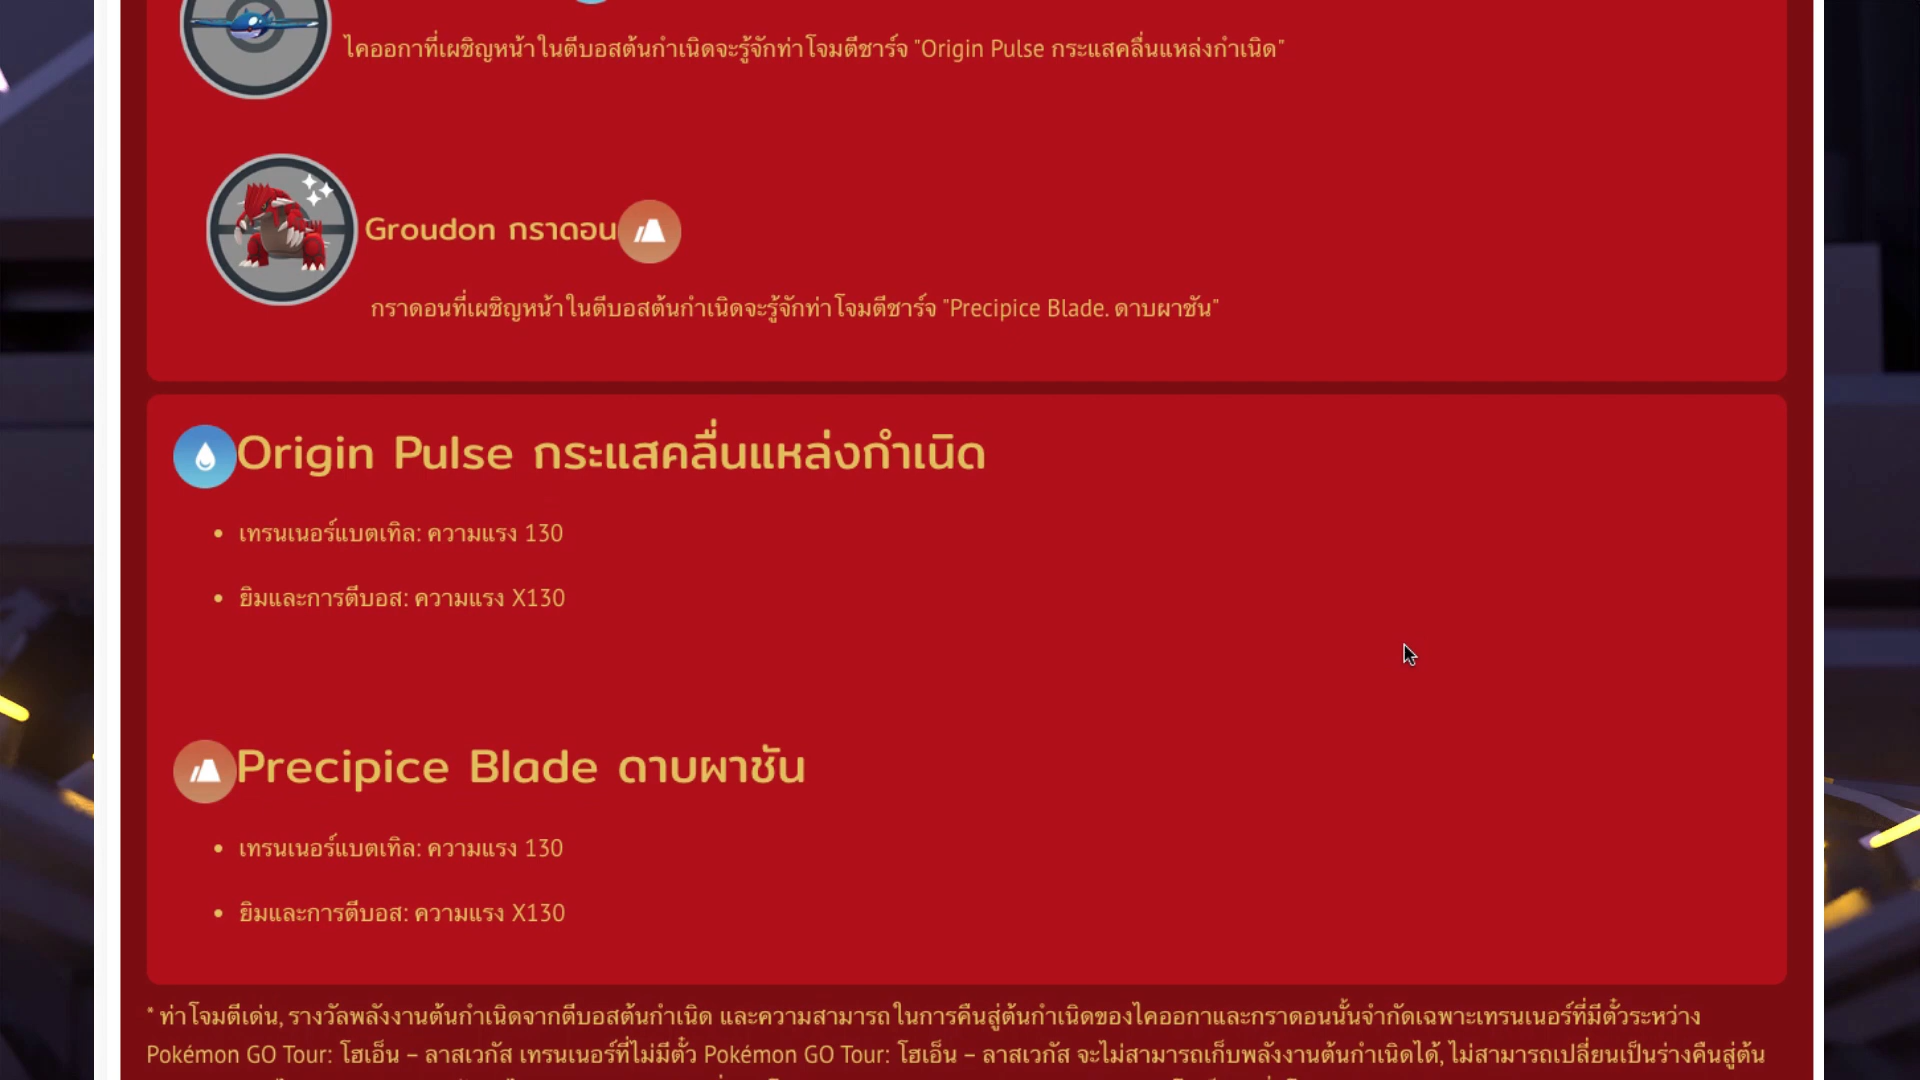 ไคออกาที่เผชิญหน้าในตีบอสต้นกำเนิดจะรู้จักท่าโจมตีชาร์จ "Origin Pulse กระแสคลื่นแหล่งกำเนิด"
Groudon กราดอน
กราดอนที่เผชิญหน้าในตีบอสต้นกำเนิดจะรู้จักท่าโจมตีชาร์จ "Precipice Blade. ดาบผาชัน"
Origin Pulse กระแสคลื่นแหล่งกำเนิด
• เทรนเนอร์แบตเทิล: ความแรง 130
• ยิมและการตีบอส: ความแรง X130
Precipice Blade ดาบผาชัน
• เทรนเนอร์แบตเทิล: ความแรง 130
• ยิมและการตีบอส: ความแรง X130
* ท่าโจมตีเด่น, รางวัลพลังงานต้นกำเนิดจากตีบอสต้นกำเนิด และความสามารถในการคืนสู่ต้นกำเนิดของไคออกาและกราดอนนั้นจำกัดเฉพาะเทรนเนอร์ที่มีตั๋วระหว่าง
Pokémon GO Tour: โฮเอ็น – ลาสเวกัส เทรนเนอร์ที่ไม่มีตั๋ว Pokémon GO Tour: โฮเอ็น – ลาสเวกัส จะไม่สามารถเก็บพลังงานต้นกำเนิดได้, ไม่สามารถเปลี่ยนเป็นร่างคืนสู่ต้น